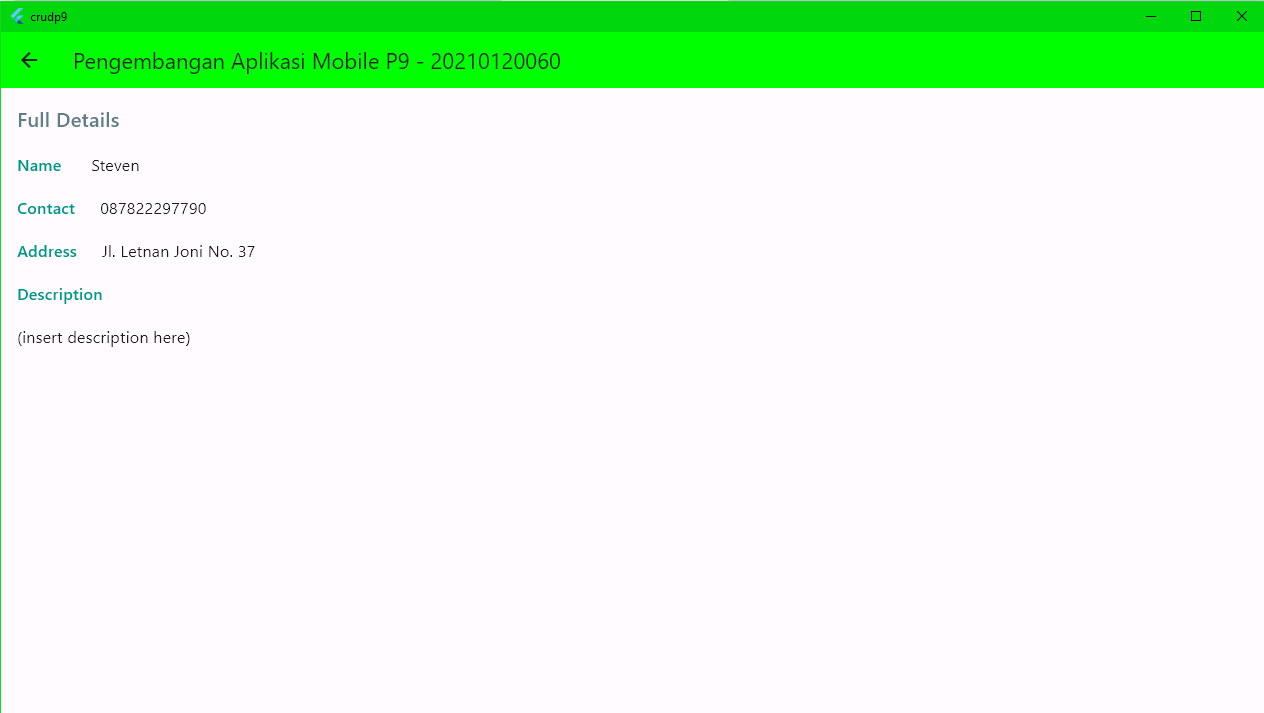 crudp9
Pengembangan Aplikasi Mobile P9 - 20210120060
Full Details
Name Steven
Contact 087822297790
Address Jl. Letnan Joni No. 37
Description
(insert description here)